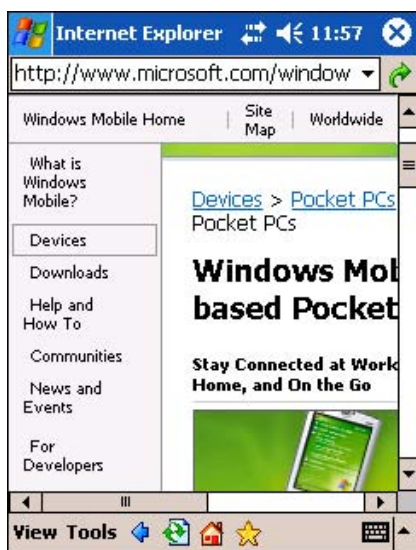 Internet Explorer 11:57
http://www.microsoft.com/window
Windows Mobile Home | Site Map | Worldwide
What is
Windows
Mobile?
Devices
Downloads
Help and
How To
Communities
News and
Events
For
Developers
Devices > Pocket PCs
Pocket PCs
Windows Mob
based Pocket
Stay Connected at Work
Home, and On the Go
View Tools